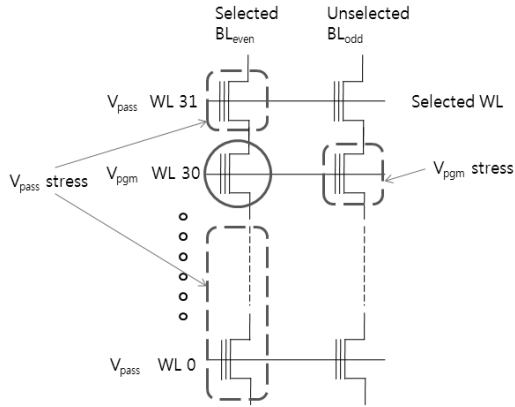 Selected
BLeven
Unselected
BLodd
Vpass WL 31
Selected WL
Vpgm WL 30
Vpgm stress
Vpass stress
Vpass WL 0